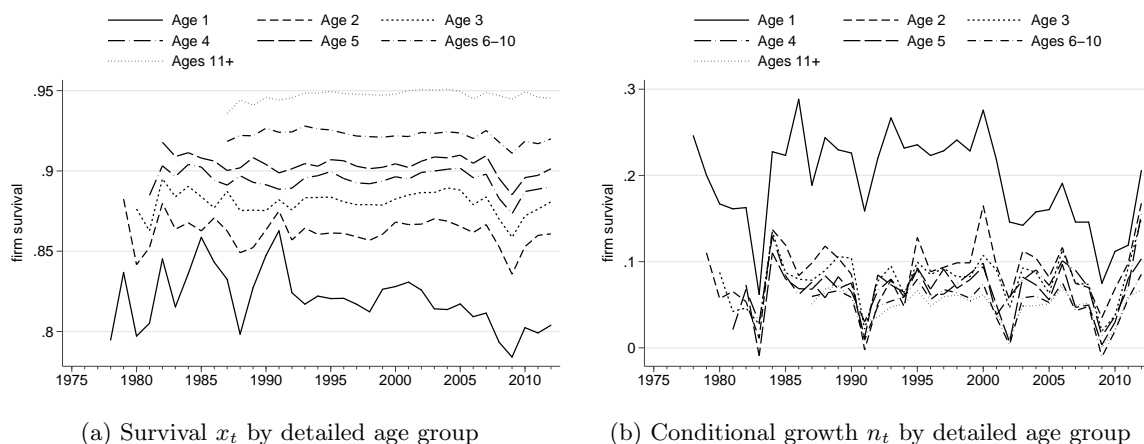 Age 1 Age 2 Age 3
Age 4 Age 5 Ages 6–10
Ages 11+
.95
.9
.85
.8
firm survival
1975 1980 1985 1990 1995 2000 2005 2010
(a) Survival xₜ by detailed age group
Age 1 Age 2 Age 3
Age 4 Age 5 Ages 6–10
Ages 11+
.3
.2
.1
0
firm survival
1975 1980 1985 1990 1995 2000 2005 2010
(b) Conditional growth nₜ by detailed age group